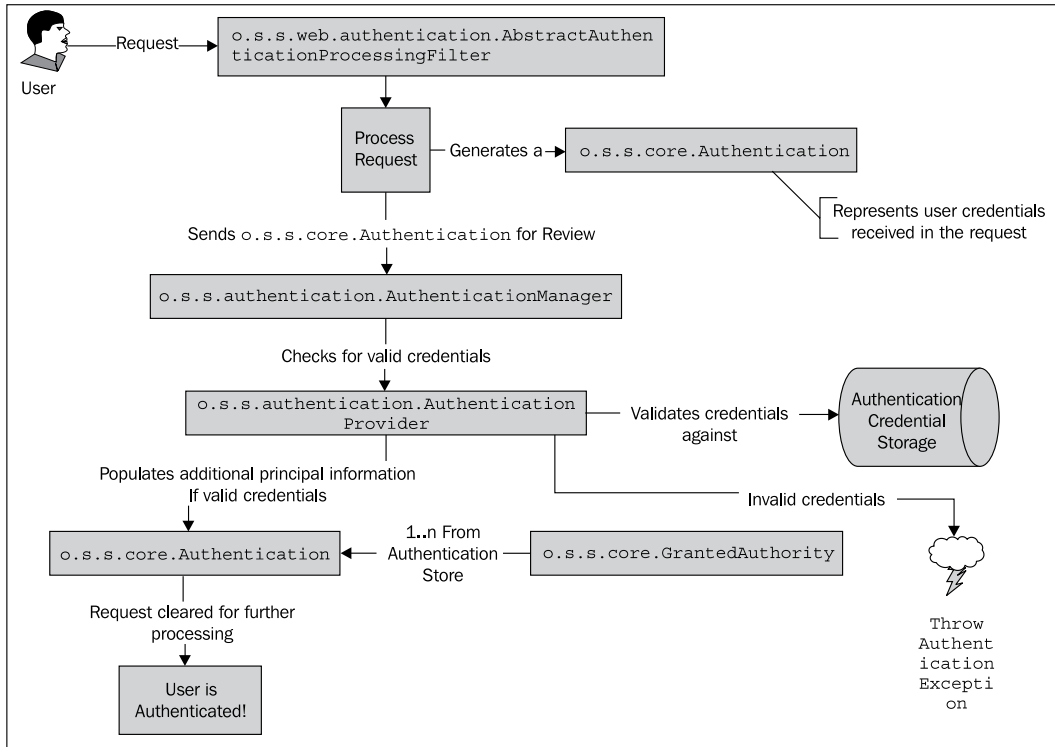 Request
User
o.s.s.web.authentication.AbstractAuthen
ticationProcessingFilter
Process
Request
Generates a
o.s.s.core.Authentication
Represents user credentials
received in the request
Sends o.s.s.core.Authentication for Review
o.s.s.authentication.AuthenticationManager
Checks for valid credentials
o.s.s.authentication.Authentication
Provider
Validates credentials
against
Authentication
Credential
Storage
Populates additional principal information
If valid credentials
Invalid credentials
o.s.s.core.Authentication
1..n From
Authentication
Store
o.s.s.core.GrantedAuthority
Throw
Authent
ication
Excepti
on
Request cleared for further
processing
User is
Authenticated!